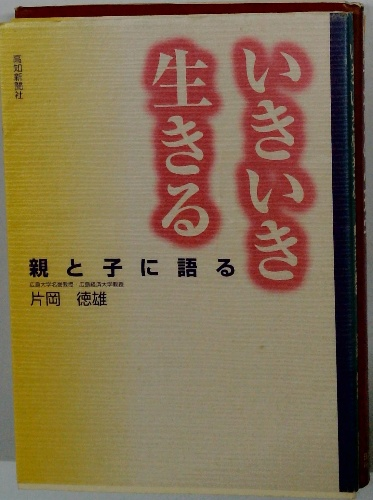 いきいき
生きる
親と子に語る
広島大学名誉教授　広島経済大学教授
片岡　徳雄
高知新聞社